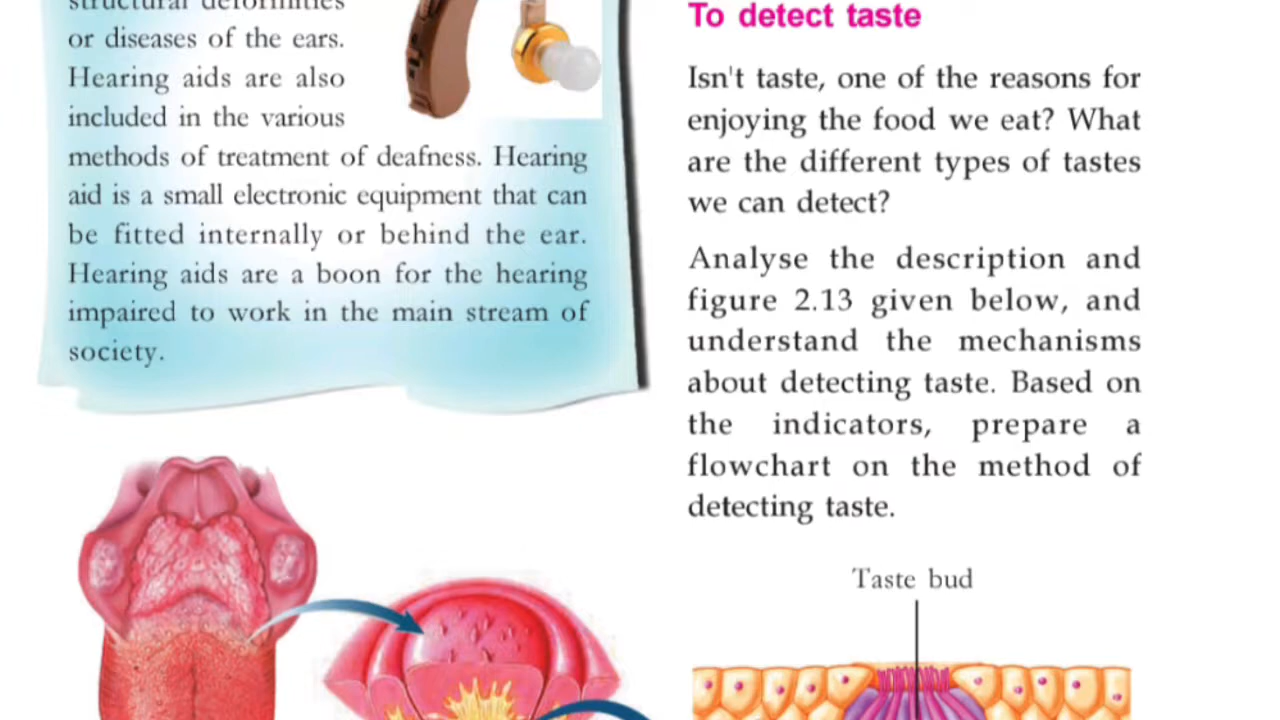 structural deformities
or diseases of the ears.
Hearing aids are also
included in the various
methods of treatment of deafness. Hearing
aid is a small electronic equipment that can
be fitted internally or behind the ear.
Hearing aids are a boon for the hearing
impaired to work in the main stream of
society.
To detect taste
Isn't taste, one of the reasons for
enjoying the food we eat? What
are the different types of tastes
we can detect?
Analyse the description and
figure 2.13 given below, and
understand the mechanisms
about detecting taste. Based on
the indicators, prepare a
flowchart on the method of
detecting taste.
Taste bud